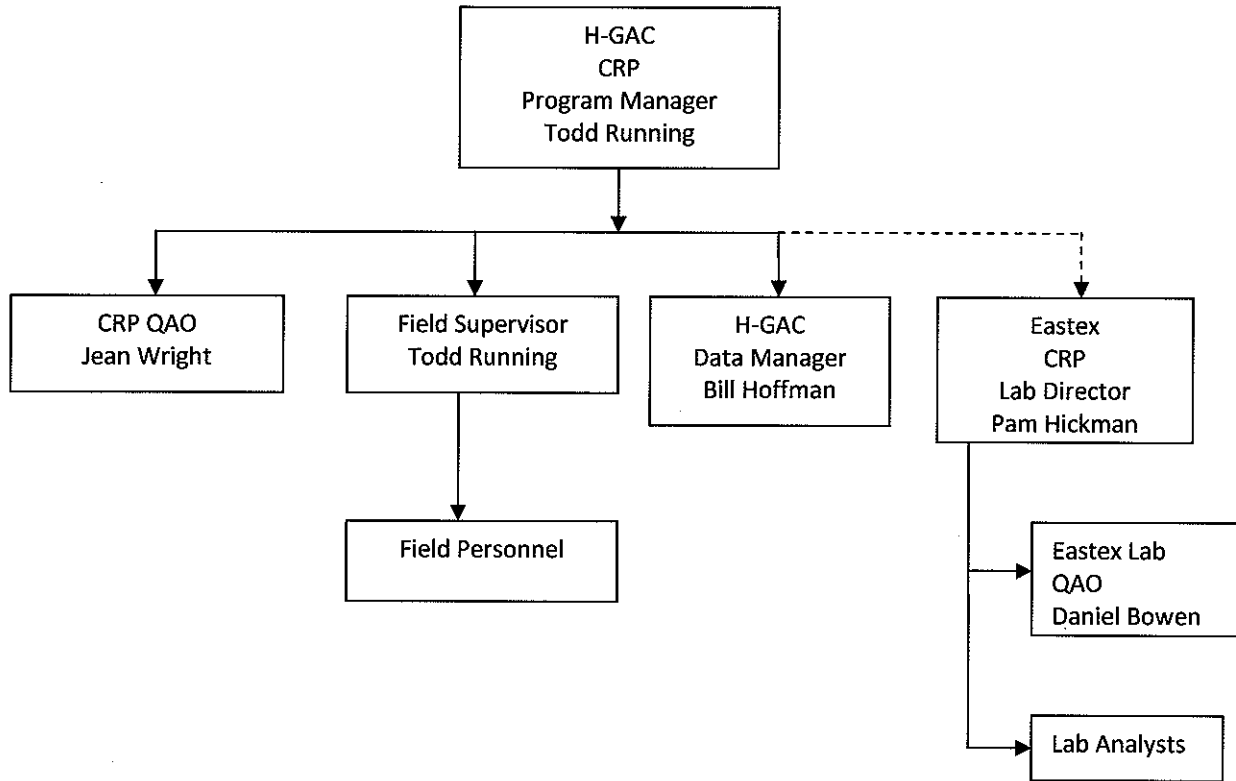 H-GAC
CRP
Program Manager
Todd Running
CRP QAO
Jean Wright
Field Supervisor
Todd Running
H-GAC
Data Manager
Bill Hoffman
Eastex
CRP
Lab Director
Pam Hickman
Field Personnel
Eastex Lab
QAO
Daniel Bowen
Lab Analysts